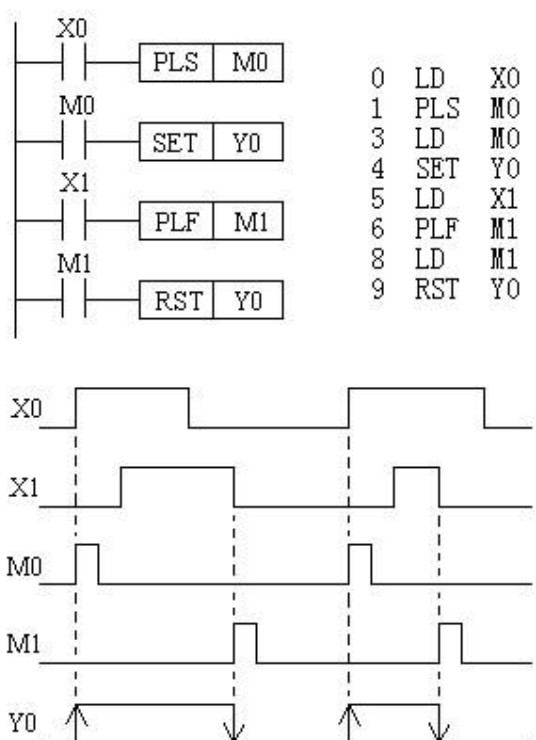 X0
PLS M0
M0
SET Y0
X1
PLF M1
M1
RST Y0
0 LD X0
1 PLS M0
3 LD M0
4 SET Y0
5 LD X1
6 PLF M1
8 LD M1
9 RST Y0
X0
X1
M0
M1
Y0